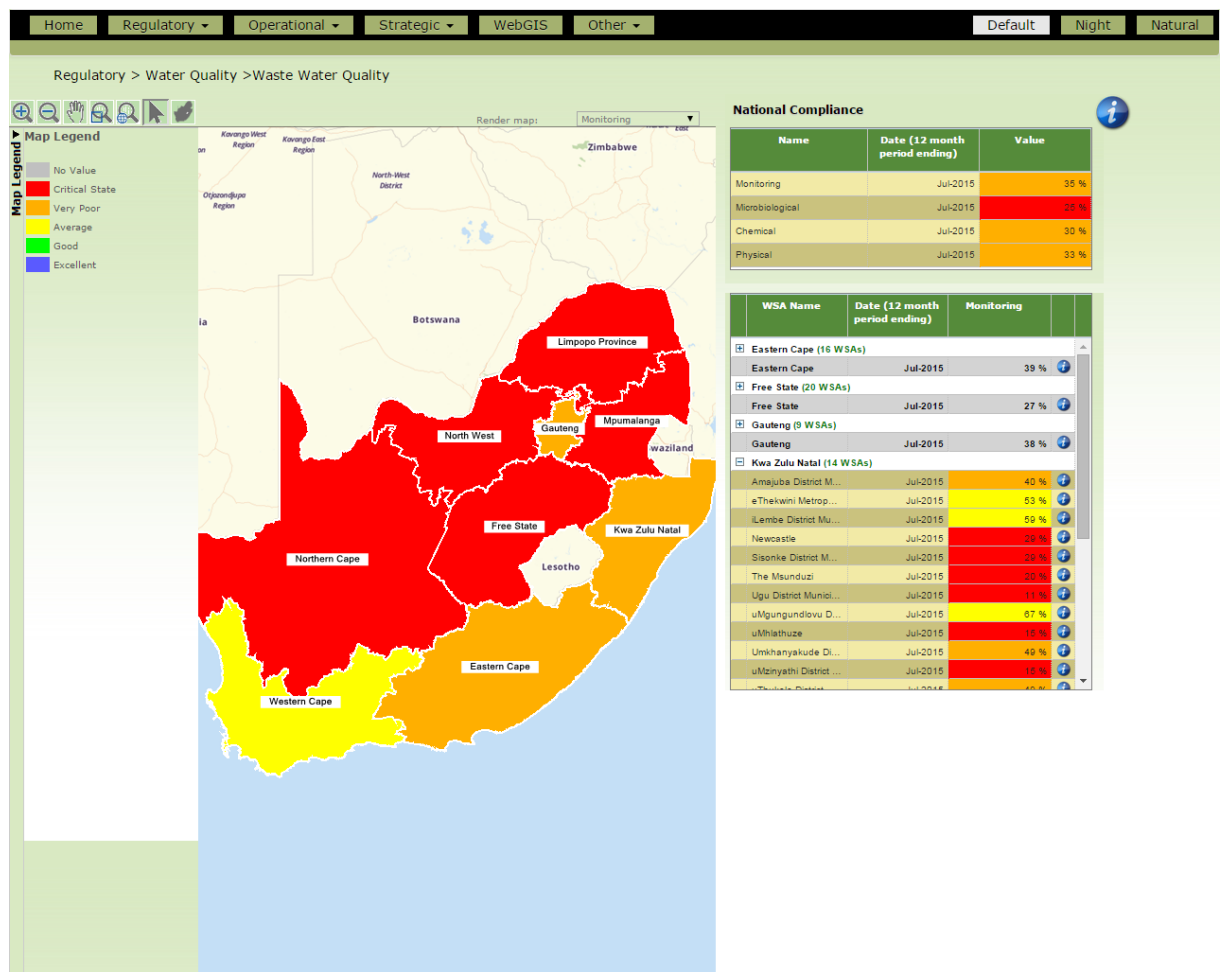 Home Regulatory Operational Strategic WebGIS Other Default Night Natural
Regulatory > Water Quality >Waste Water Quality
Render map: Monitoring
Map Legend
Map Legend
No Value
Critical State
Very Poor
Average
Good
Excellent
Kavango West
Region
Kavango East
Region
East
on
Zimbabwe
North-West
District
Otjozondjupa
Region
ia
Botswana
Limpopo Province
Mpumalanga
Gauteng
North West
waziland
Free State
Kwa Zulu Natal
Northern Cape
Lesotho
Eastern Cape
Western Cape
National Compliance
Name Date (12 month period ending) Value
Monitoring Jul-2015 35 %
Microbiological Jul-2015 25 %
Chemical Jul-2015 30 %
Physical Jul-2015 33 %
WSA Name Date (12 month period ending) Monitoring
Eastern Cape (16 WSAs)
Eastern Cape Jul-2015 39 %
Free State (20 WSAs)
Free State Jul-2015 27 %
Gauteng (9 WSAs)
Gauteng Jul-2015 38 %
Kwa Zulu Natal (14 WSAs)
Amajuba District M... Jul-2015 40 %
eThekwini Metrop... Jul-2015 53 %
iLembe District Mu... Jul-2015 59 %
Newcastle Jul-2015 29 %
Sisonke District M... Jul-2015 29 %
The Msunduzi Jul-2015 20 %
Ugu District Munici... Jul-2015 11 %
uMgungundlovu D... Jul-2015 67 %
uMhlathuze Jul-2015 15 %
Umkhanyakude Di... Jul-2015 49 %
uMzinyathi District ... Jul-2015 15 %